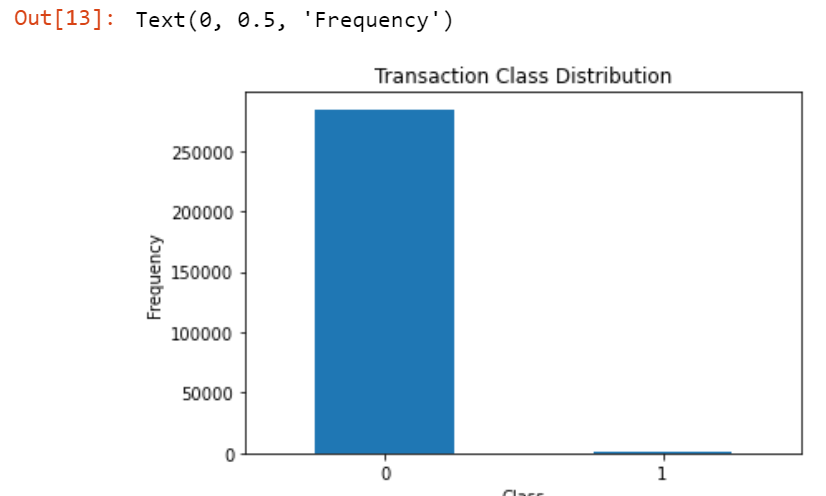 Out[13]: Text(0, 0.5, 'Frequency')
Transaction Class Distribution
250000
200000
150000
100000
50000
0
Frequency
0 1
Class